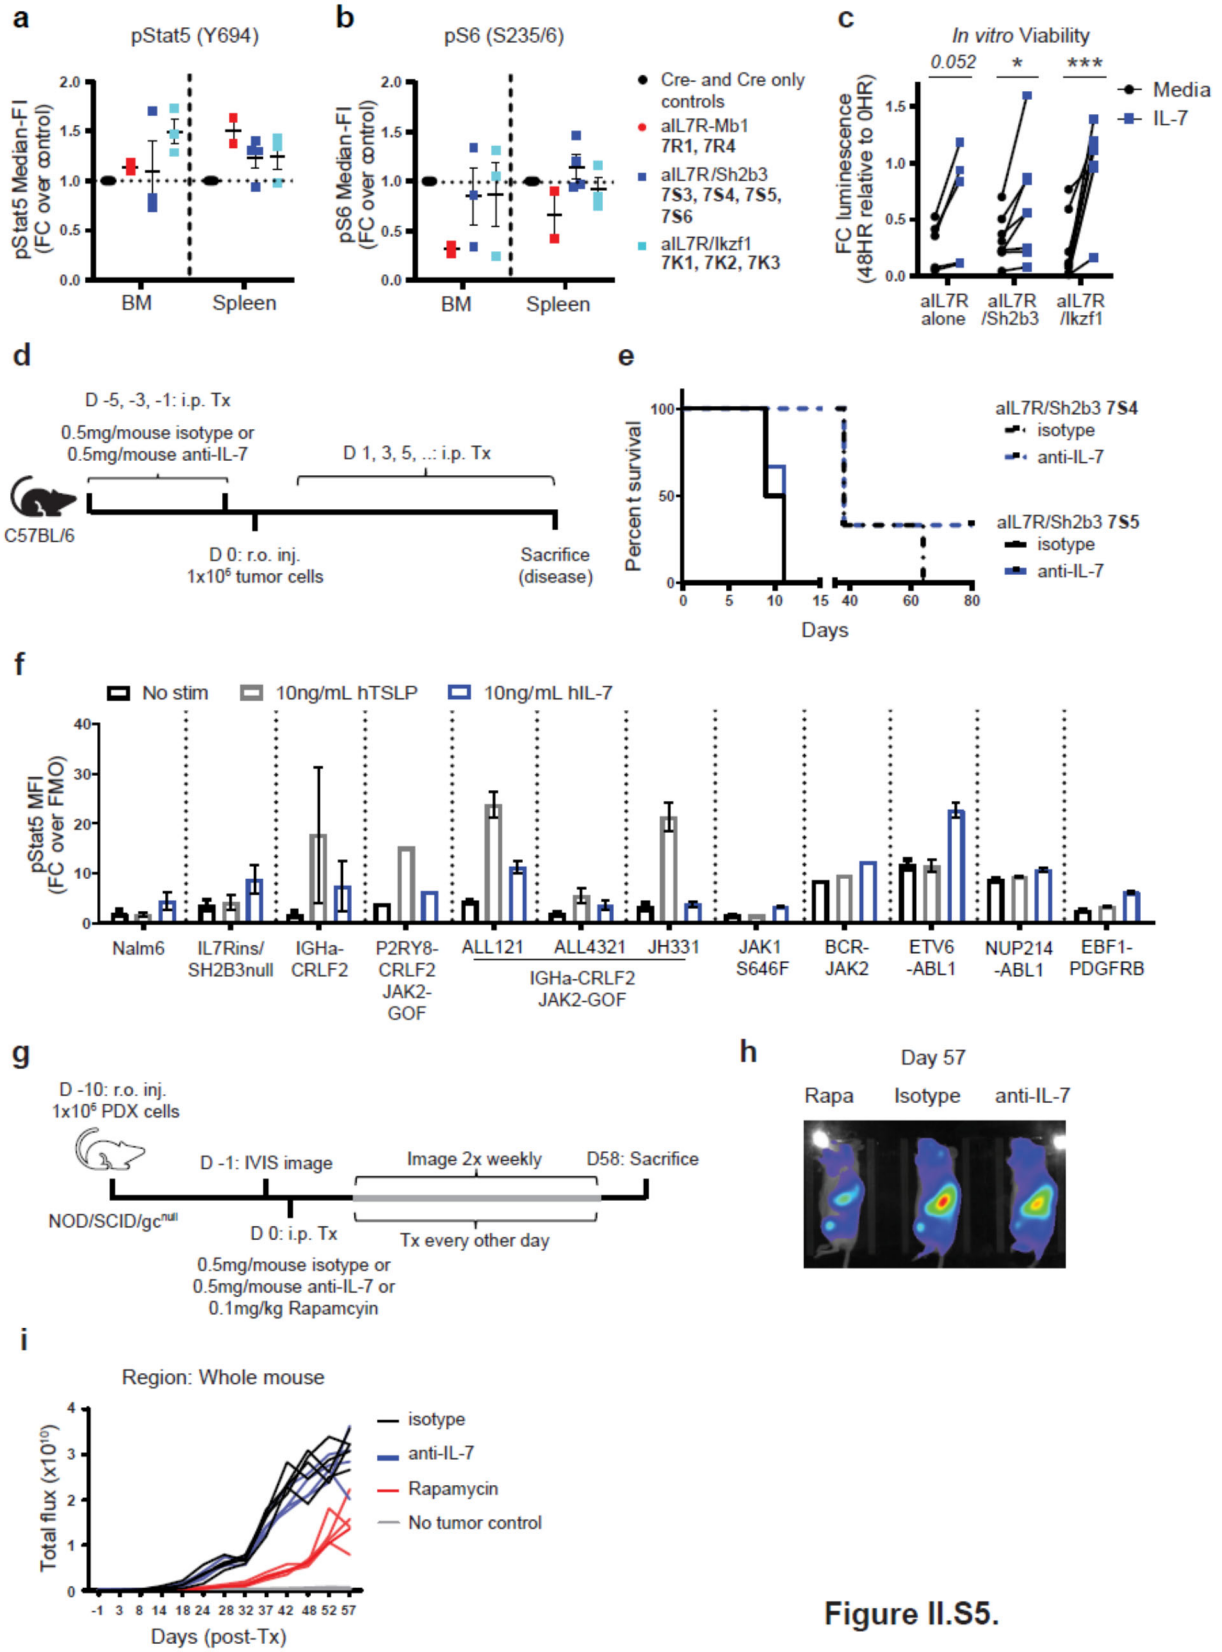 a
pStat5 (Y694)
2.0
1.5
1.0
0.5
0.0
pStat5 Median-FI
(FC over control)
BM
Spleen
b
pS6 (S235/6)
2.0
1.5
1.0
0.5
0.0
pS6 Median-FI
(FC over control)
BM
Spleen
Cre- and Cre only
controls
aIL7R-Mb1
7R1, 7R4
aIL7R/Sh2b3
7S3, 7S4, 7S5,
7S6
aIL7R/Ikzf1
7K1, 7K2, 7K3
c
In vitro Viability
0.052
*
***
Media
IL-7
1.5
1.0
0.5
0.0
FC luminescence
(48HR relative to 0HR)
aIL7R
alone
aIL7R
/Sh2b3
aIL7R
/Ikzf1
d
D -5, -3, -1: i.p. Tx
0.5mg/mouse isotype or
0.5mg/mouse anti-IL-7
D 1, 3, 5, ..: i.p. Tx
C57BL/6
D 0: r.o. inj.
1x10⁶ tumor cells
Sacrifice
(disease)
e
Percent survival
100
50
0
0
5
10
15
40
60
80
Days
aIL7R/Sh2b3 7S4
isotype
anti-IL-7
aIL7R/Sh2b3 7S5
isotype
anti-IL-7
f
No stim
10ng/mL hTSLP
10ng/mL hIL-7
pStat5 MFI
(FC over FMO)
40
30
20
10
0
Nalm6
IL7Rins/
SH2B3null
IGHa-
CRLF2
P2RY8-
CRLF2
JAK2-
GOF
ALL121
ALL4321
JH331
IGHa-CRLF2
JAK2-GOF
JAK1
S646F
BCR-
JAK2
ETV6
-ABL1
NUP214
-ABL1
EBF1-
PDGFRB
g
D -10: r.o. inj.
1x10⁶ PDX cells
NOD/SCID/gcⁿᵘˡˡ
D -1: IVIS image
D 0: i.p. Tx
0.5mg/mouse isotype or
0.5mg/mouse anti-IL-7 or
0.1mg/kg Rapamcyin
Image 2x weekly
Tx every other day
D58: Sacrifice
h
Day 57
Rapa
Isotype
anti-IL-7
i
Region: Whole mouse
Total flux (x10¹⁰)
4
3
2
1
0
-1 3 8 14 18 24 28 32 37 42 48 52 57
Days (post-Tx)
isotype
anti-IL-7
Rapamycin
No tumor control
Figure II.S5.